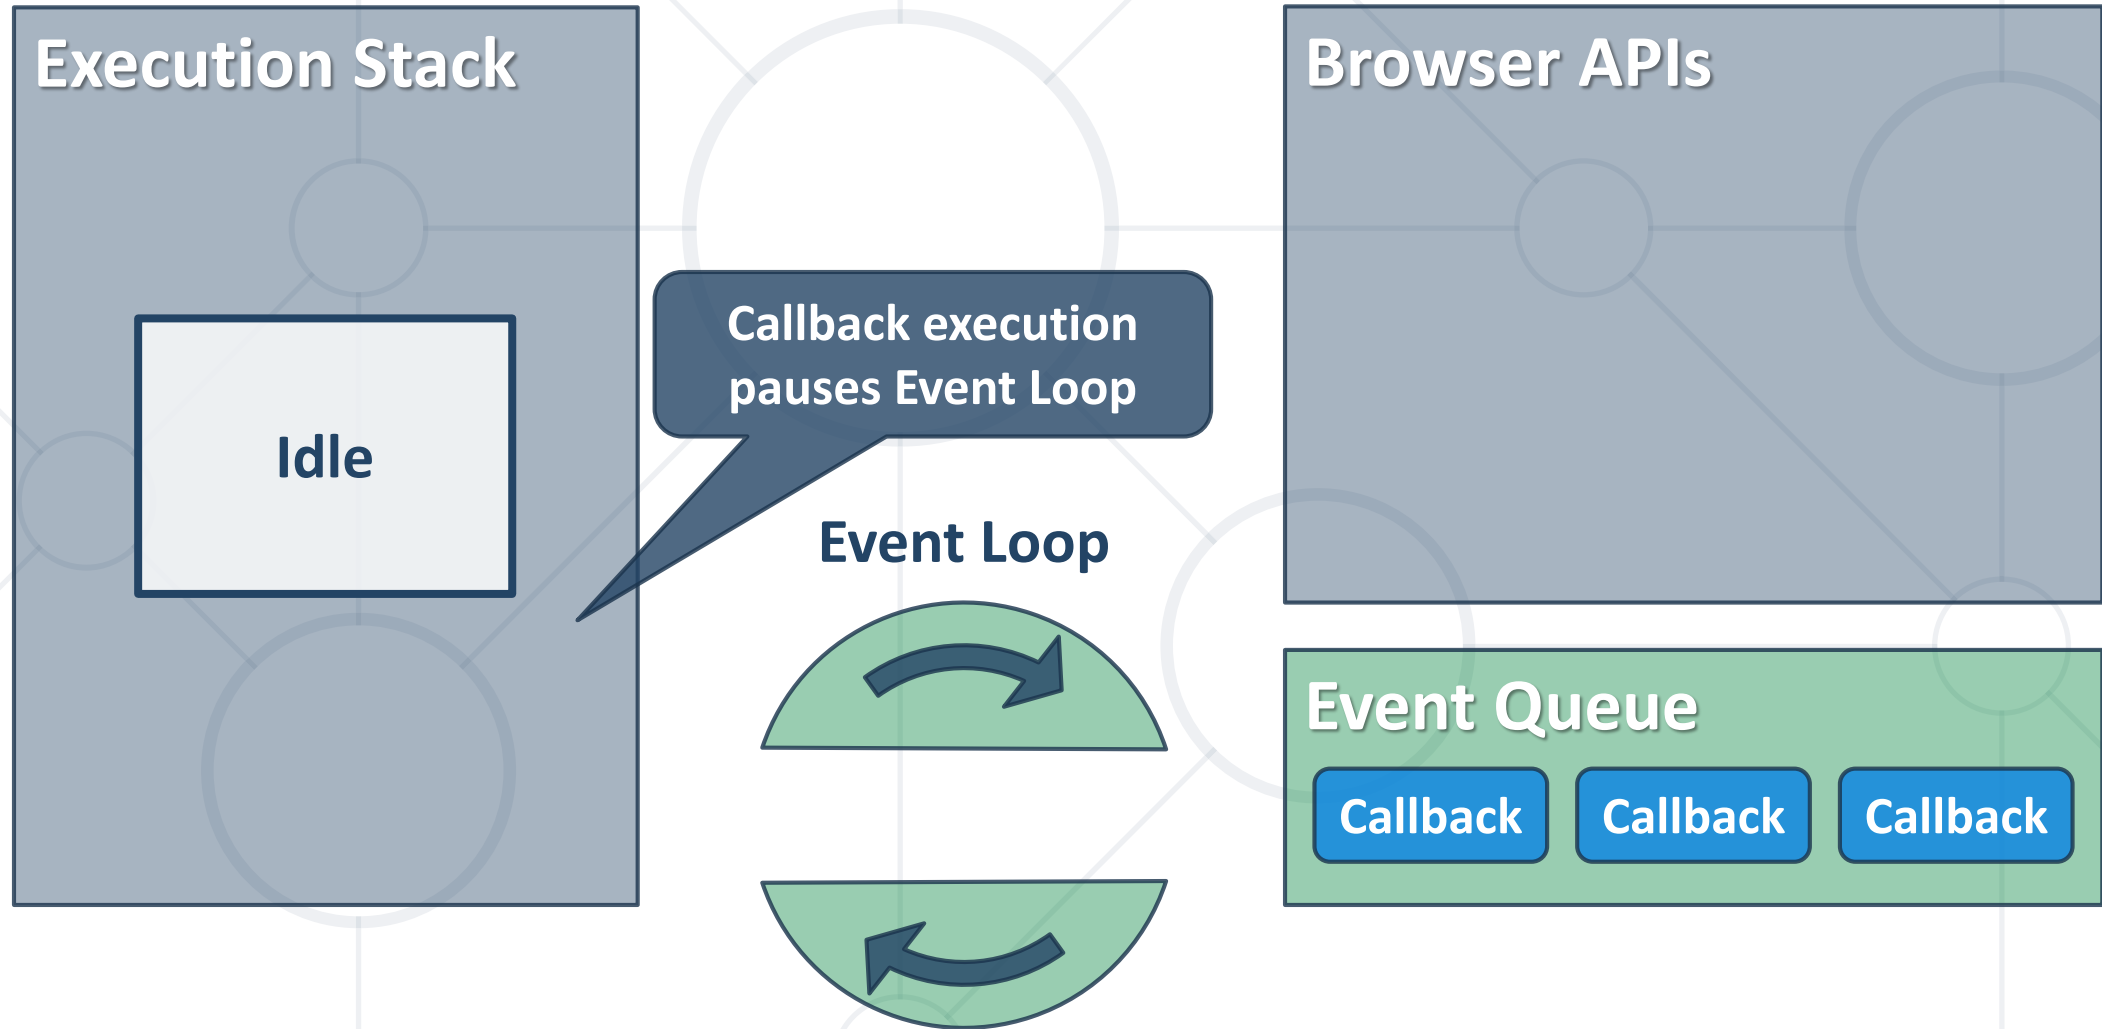 Execution Stack
Idle
Callback execution
pauses Event Loop
Event Loop
Browser APIs
Event Queue
Callback
Callback
Callback